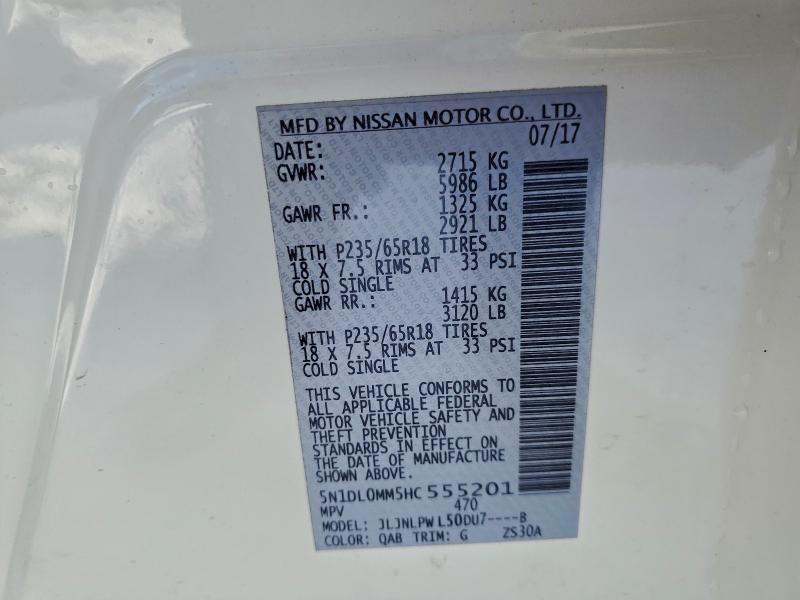 MFD BY NISSAN MOTOR CO., LTD.
DATE: 07/17
GVWR: 2715 KG
5986 LB
GAWR FR.: 1325 KG
2921 LB
WITH P235/65R18 TIRES
18 X 7.5 RIMS AT 33 PSI
COLD SINGLE
GAWR RR.: 1415 KG
3120 LB
WITH P235/65R18 TIRES
18 X 7.5 RIMS AT 33 PSI
COLD SINGLE
THIS VEHICLE CONFORMS TO
ALL APPLICABLE FEDERAL
MOTOR VEHICLE SAFETY AND
THEFT PREVENTION
STANDARDS IN EFFECT ON
THE DATE OF MANUFACTURE
SHOWN ABOVE.
5N1DL0MM5HC 555201
MPV 470
MODEL: JLJNLPW L50DU7----B
COLOR: QAB TRIM: G ZS30A